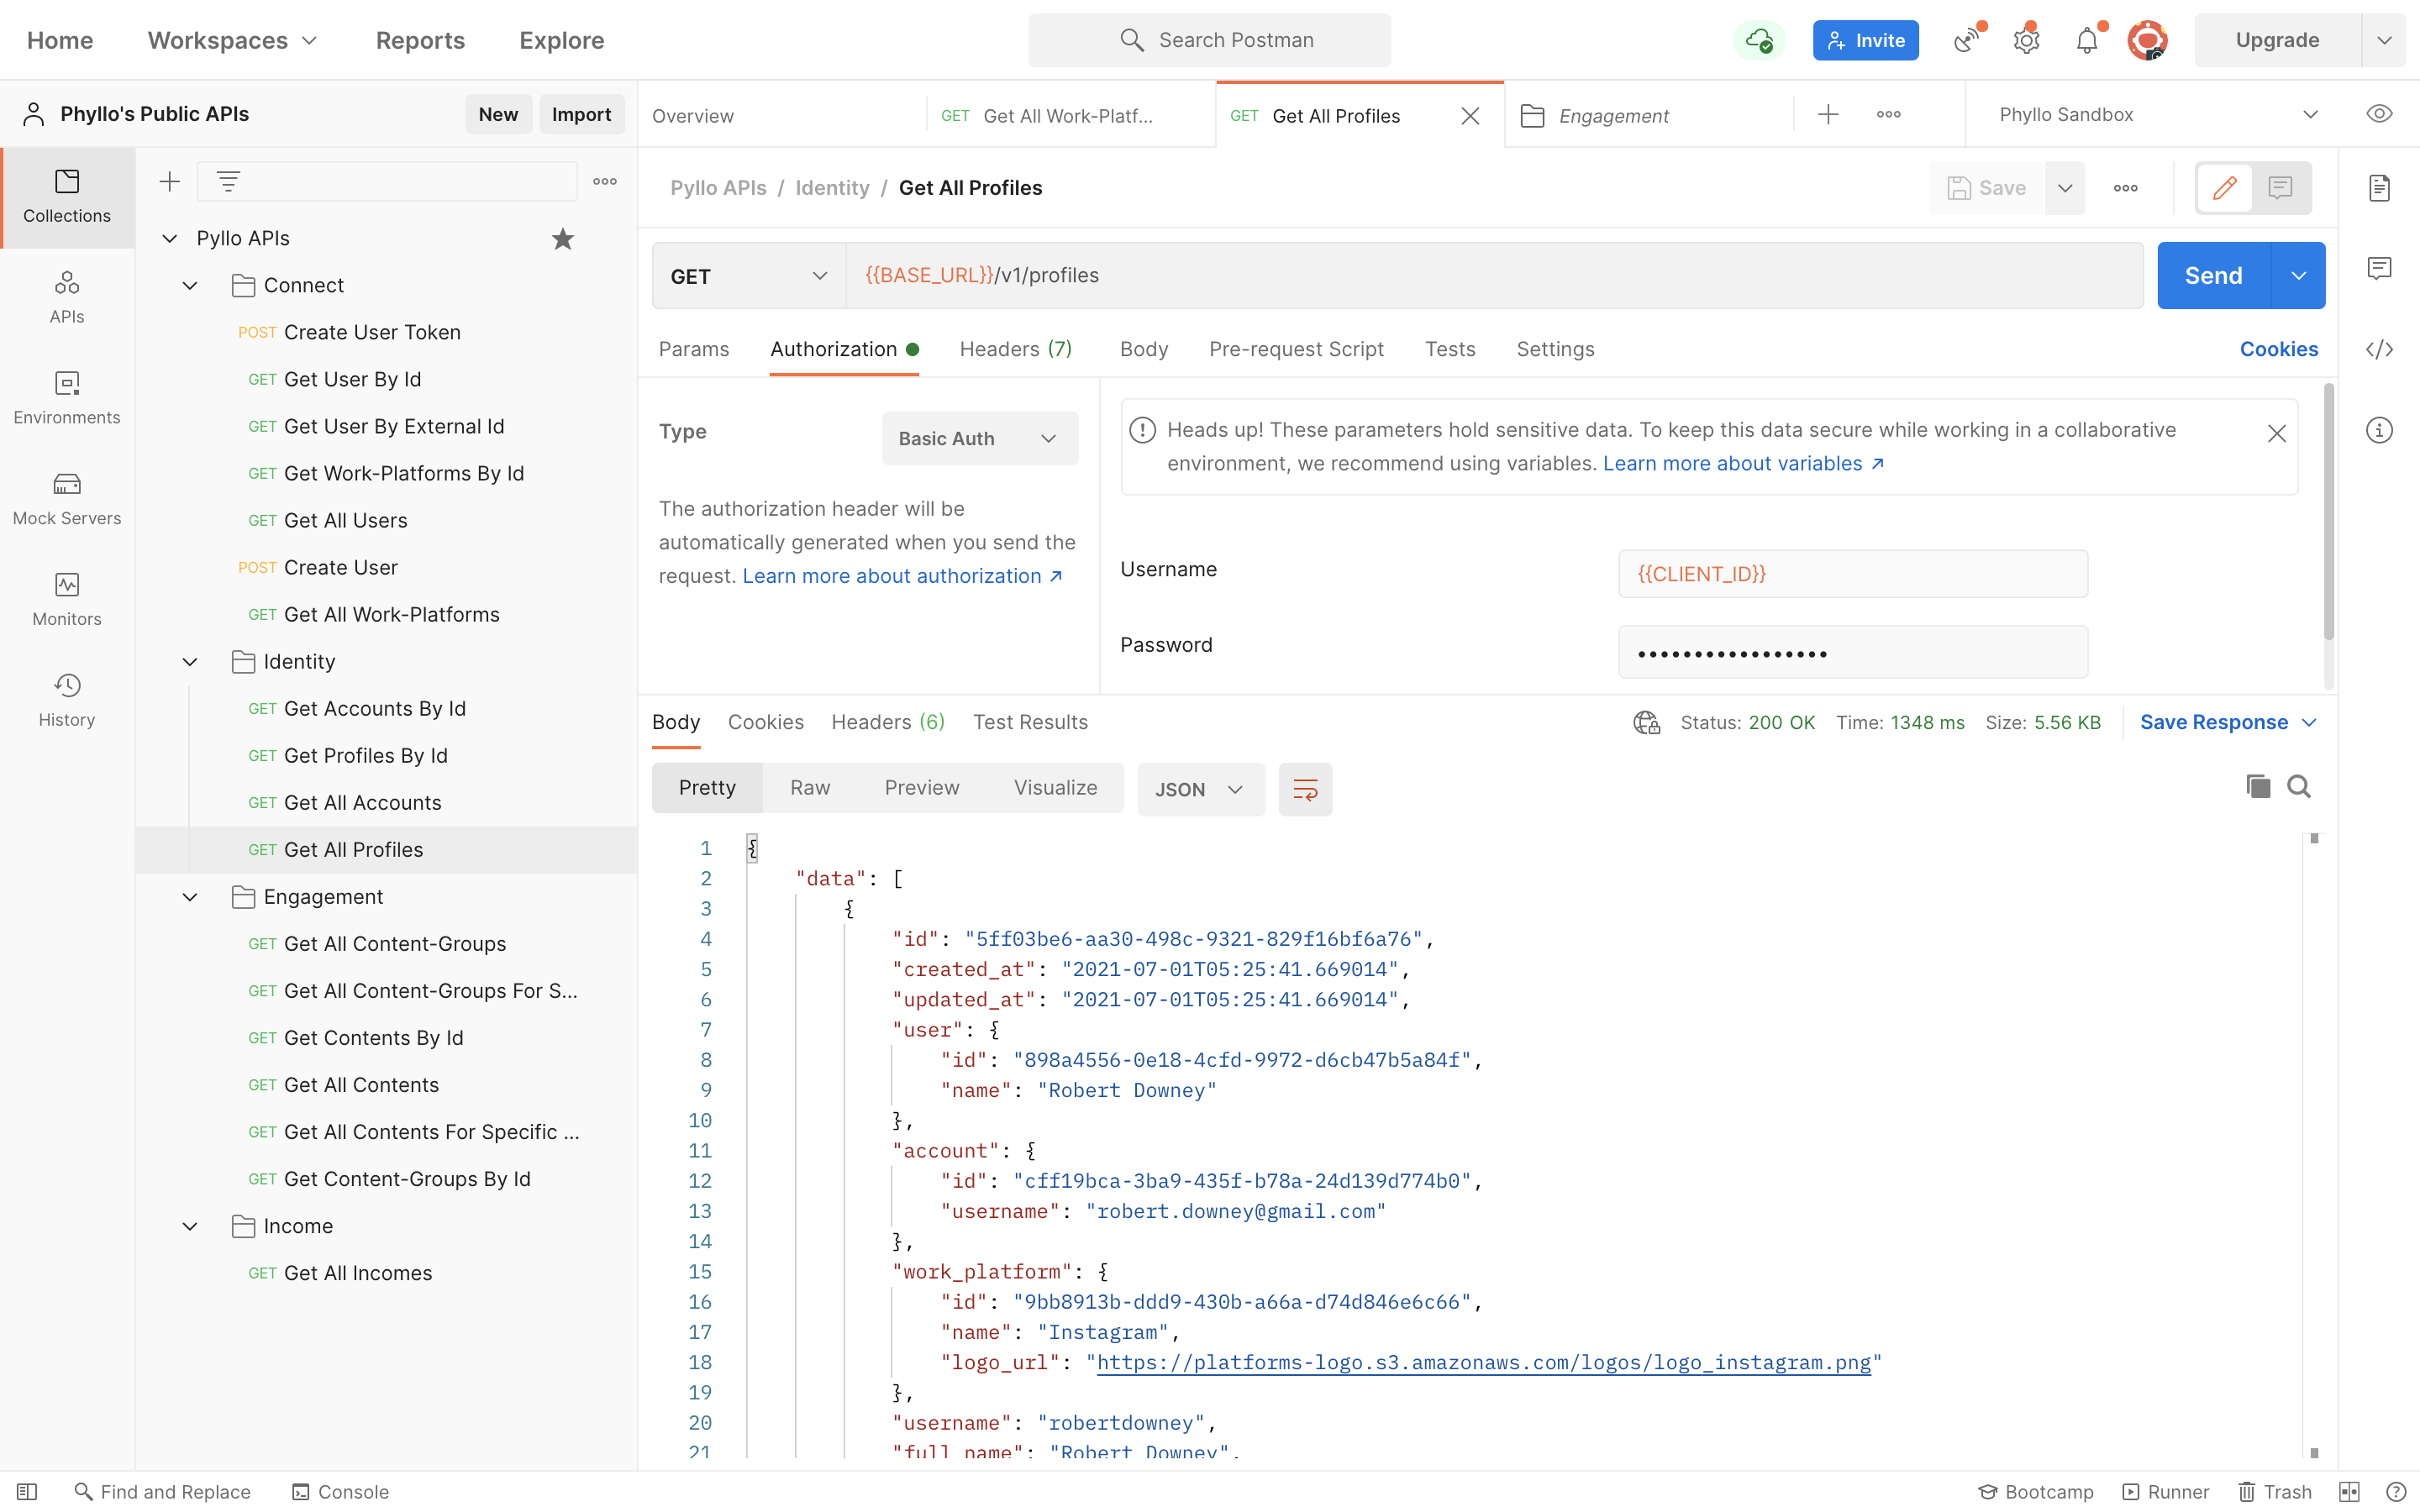 Home
Workspaces
Reports
Explore
Search Postman
Invite
Upgrade
Phyllo's Public APIs
New
Import
Overview
GET Get All Work-Platf...
GET Get All Profiles
Engagement
Phyllo Sandbox
Collections
APIs
Environments
Mock Servers
Monitors
History
Pyllo APIs
Connect
POST Create User Token
GET Get User By Id
GET Get User By External Id
GET Get Work-Platforms By Id
GET Get All Users
POST Create User
GET Get All Work-Platforms
Identity
GET Get Accounts By Id
GET Get Profiles By Id
GET Get All Accounts
GET Get All Profiles
Engagement
GET Get All Content-Groups
GET Get All Content-Groups For S...
GET Get Contents By Id
GET Get All Contents
GET Get All Contents For Specific ...
GET Get Content-Groups By Id
Income
GET Get All Incomes
Pyllo APIs / Identity / Get All Profiles
Save
GET
{{BASE_URL}}/v1/profiles
Send
Params
Authorization
Headers (7)
Body
Pre-request Script
Tests
Settings
Cookies
Type
Basic Auth
The authorization header will be
automatically generated when you send the
request. Learn more about authorization ↗
Heads up! These parameters hold sensitive data. To keep this data secure while working in a collaborative
environment, we recommend using variables. Learn more about variables ↗
Username
{{CLIENT_ID}}
Password
•••••••••••••••••
Body
Cookies
Headers (6)
Test Results
Status: 200 OK
Time: 1348 ms
Size: 5.56 KB
Save Response
Pretty
Raw
Preview
Visualize
JSON
1 {
2 "data": [
3 {
4 "id": "5ff03be6-aa30-498c-9321-829f16bf6a76",
5 "created_at": "2021-07-01T05:25:41.669014",
6 "updated_at": "2021-07-01T05:25:41.669014",
7 "user": {
8 "id": "898a4556-0e18-4cfd-9972-d6cb47b5a84f",
9 "name": "Robert Downey"
10 },
11 "account": {
12 "id": "cff19bca-3ba9-435f-b78a-24d139d774b0",
13 "username": "robert.downey@gmail.com"
14 },
15 "work_platform": {
16 "id": "9bb8913b-ddd9-430b-a66a-d74d846e6c66",
17 "name": "Instagram",
18 "logo_url": "https://platforms-logo.s3.amazonaws.com/logos/logo_instagram.png"
19 },
20 "username": "robertdowney",
21 "full_name": "Robert Downey",
Find and Replace
Console
Bootcamp
Runner
Trash